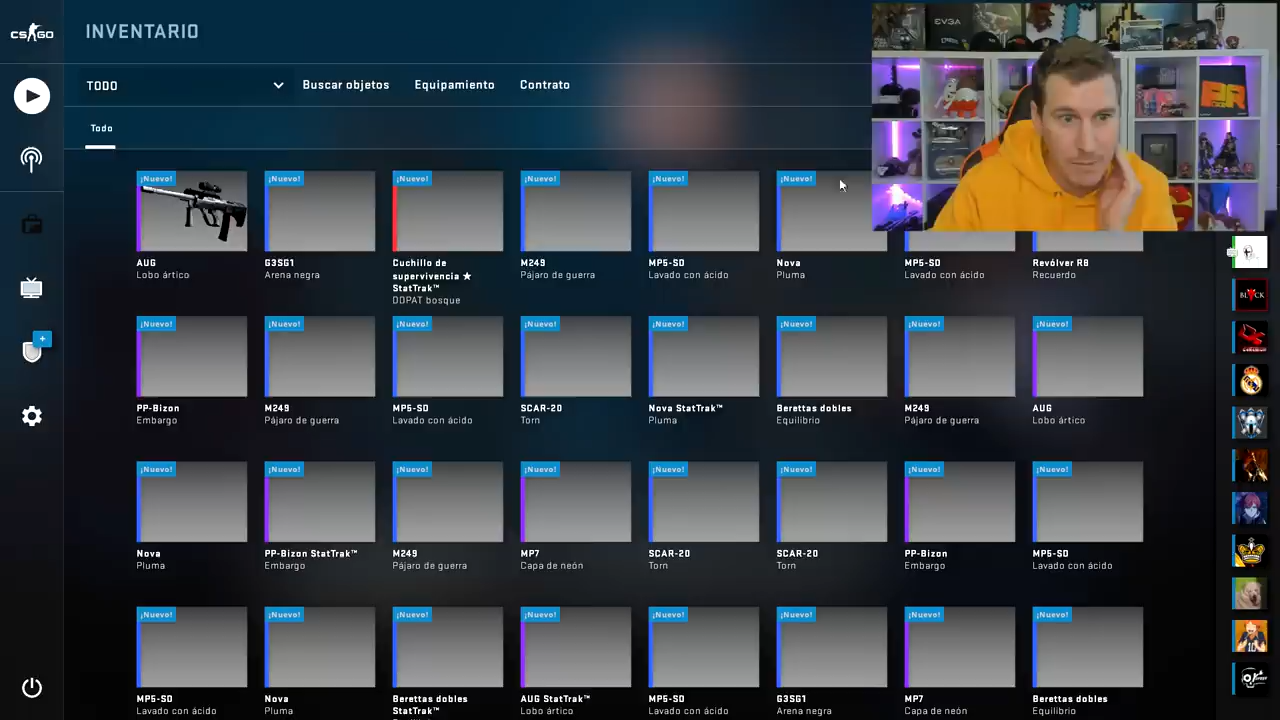 CS:GO
INVENTARIO
EVGA
TODO
Buscar objetos
Equipamiento
Contrato
Todo
¡Nuevo!
¡Nuevo!
¡Nuevo!
¡Nuevo!
¡Nuevo!
¡Nuevo!
AUG
Lobo ártico
G3SG1
Arena negra
Cuchillo de
supervivencia ★
StatTrak™
DDPAT bosque
M249
Pájaro de guerra
MP5-SD
Lavado con ácido
Nova
Pluma
MP5-SD
Lavado con ácido
Revólver R8
Recuerdo
¡Nuevo!
¡Nuevo!
¡Nuevo!
¡Nuevo!
¡Nuevo!
¡Nuevo!
¡Nuevo!
¡Nuevo!
PP-Bizon
Embargo
M249
Pájaro de guerra
MP5-SD
Lavado con ácido
SCAR-20
Torn
Nova StatTrak™
Pluma
Berettas dobles
Equilibrio
M249
Pájaro de guerra
AUG
Lobo ártico
¡Nuevo!
¡Nuevo!
¡Nuevo!
¡Nuevo!
¡Nuevo!
¡Nuevo!
¡Nuevo!
¡Nuevo!
Nova
Pluma
PP-Bizon StatTrak™
Embargo
M249
Pájaro de guerra
MP7
Capa de neón
SCAR-20
Torn
SCAR-20
Torn
PP-Bizon
Embargo
MP5-SD
Lavado con ácido
¡Nuevo!
¡Nuevo!
¡Nuevo!
¡Nuevo!
¡Nuevo!
¡Nuevo!
¡Nuevo!
¡Nuevo!
MP5-SD
Lavado con ácido
Nova
Pluma
Berettas dobles
StatTrak™
AUG StatTrak™
Lobo ártico
MP5-SD
Lavado con ácido
G3SG1
Arena negra
MP7
Capa de neón
Berettas dobles
Equilibrio